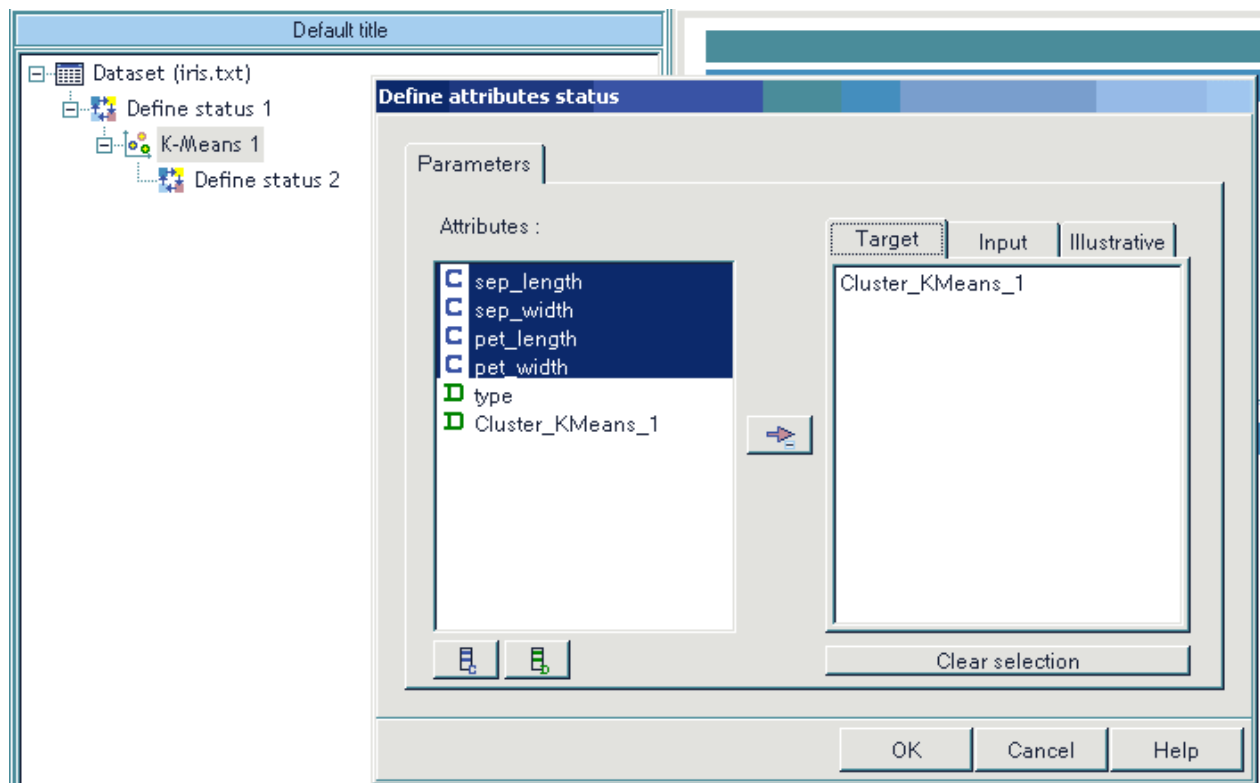 Default title
Dataset (iris.txt)
Define status 1
K-Means 1
Define status 2
Define attributes status
Parameters
Attributes :
C sep_length
C sep_width
C pet_length
C pet_width
D type
D Cluster_KMeans_1
C
D
Target Input Illustrative
Cluster_KMeans_1
Clear selection
OK Cancel Help